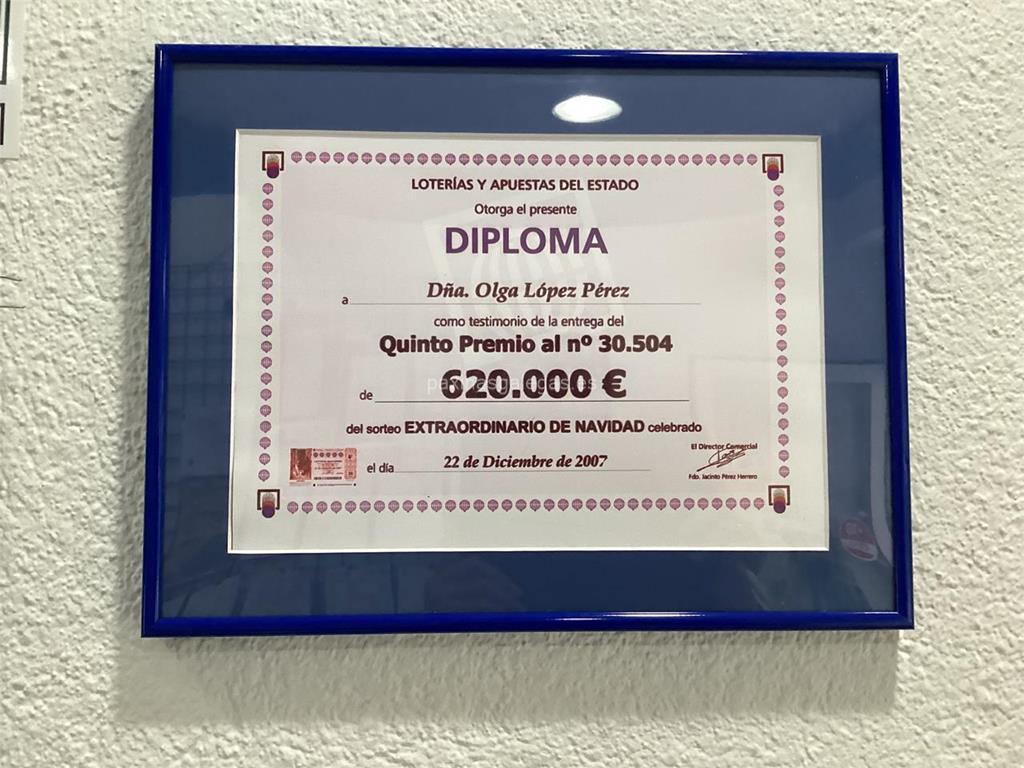 LOTERÍAS Y APUESTAS DEL ESTADO
Otorga el presente
DIPLOMA
a Dña. Olga López Pérez
como testimonio de la entrega del
Quinto Premio al nº 30.504
de 620.000 €
paxinasgalegas.es
del sorteo EXTRAORDINARIO DE NAVIDAD celebrado
el día 22 de Diciembre de 2007
El Director Comercial
Fdo. Jacinto Pérez Herrero